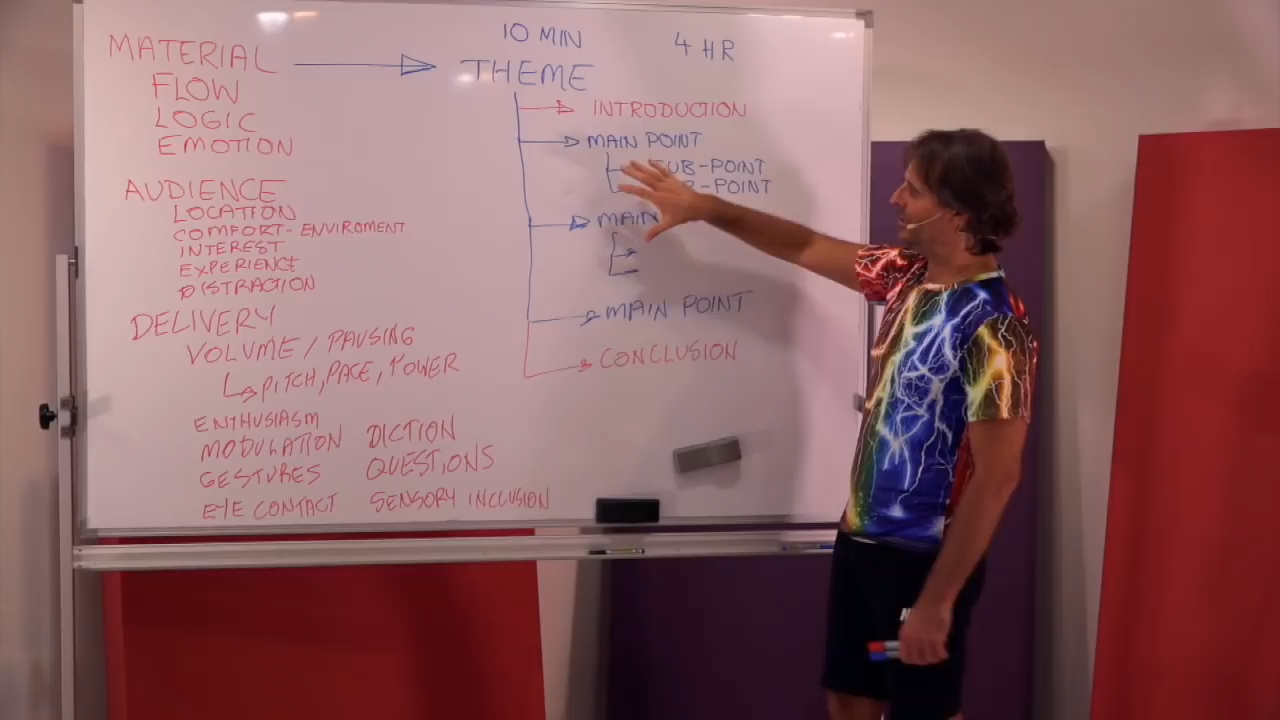 MATERIAL
FLOW
LOGIC
EMOTION
AUDIENCE
LOCATION
COMFORT-ENVIROMENT
INTEREST
EXPERIENCE
DISTRACTION
DELIVERY
VOLUME / PAUSING
PITCH, PACE, POWER
ENTHUSIASM
MODULATION DICTION
GESTURES QUESTIONS
EYE CONTACT SENSORY INCLUSION
10 MIN 4 HR
THEME
INTRODUCTION
MAIN POINT
SUB-POINT
-POINT
MAIN
MAIN POINT
CONCLUSION